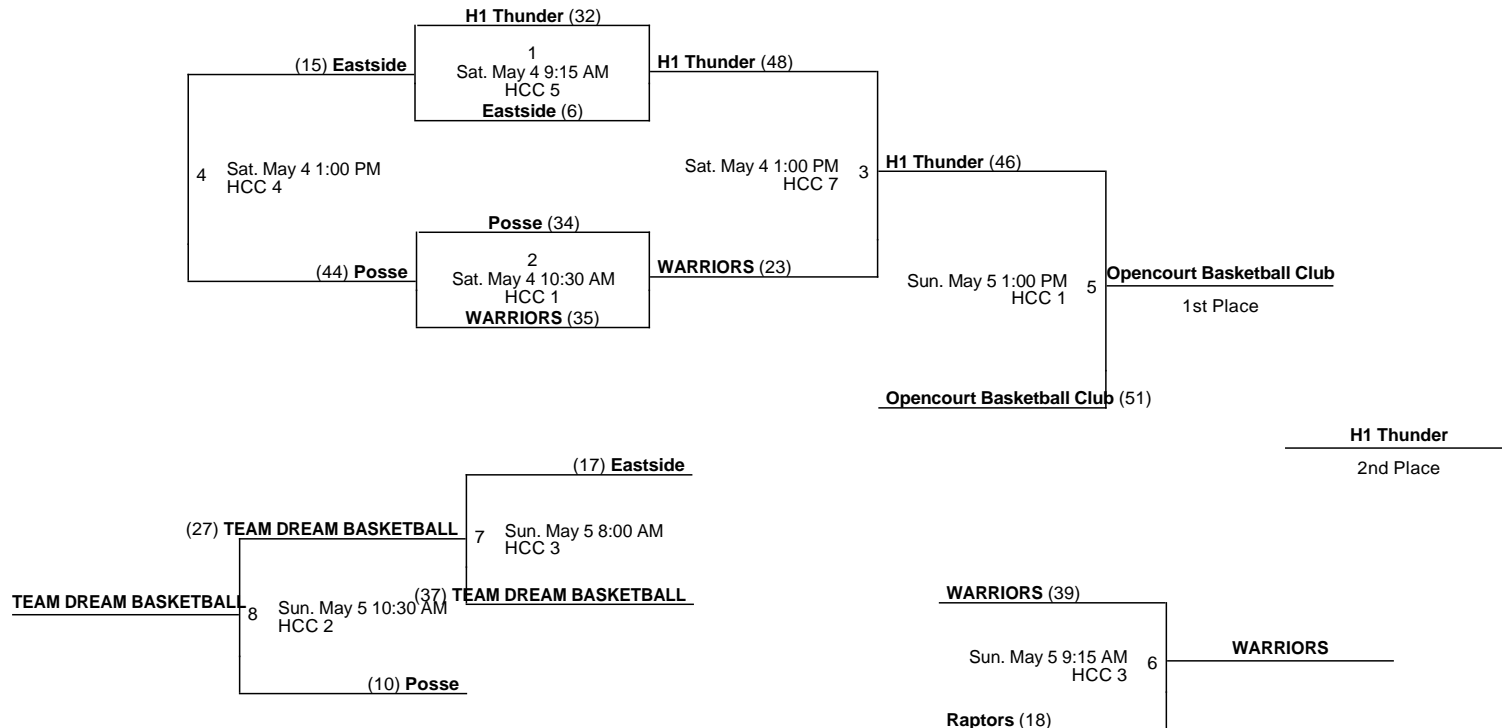 H1 Thunder (32)
1
Sat. May 4 9:15 AM
HCC 5
Eastside (6)
(15) Eastside
H1 Thunder (48)
4
Sat. May 4 1:00 PM
HCC 4
Sat. May 4 1:00 PM
HCC 7
3
H1 Thunder (46)
Posse (34)
2
Sat. May 4 10:30 AM
HCC 1
WARRIORS (35)
(44) Posse
WARRIORS (23)
Sun. May 5 1:00 PM
HCC 1
5
Opencourt Basketball Club
1st Place
Opencourt Basketball Club (51)
H1 Thunder
2nd Place
(17) Eastside
(27) TEAM DREAM BASKETBALL
7
Sun. May 5 8:00 AM
HCC 3
(37) TEAM DREAM BASKETBALL
TEAM DREAM BASKETBALL
8
Sun. May 5 10:30 AM
HCC 2
(10) Posse
WARRIORS (39)
Sun. May 5 9:15 AM
HCC 3
6
WARRIORS
Raptors (18)